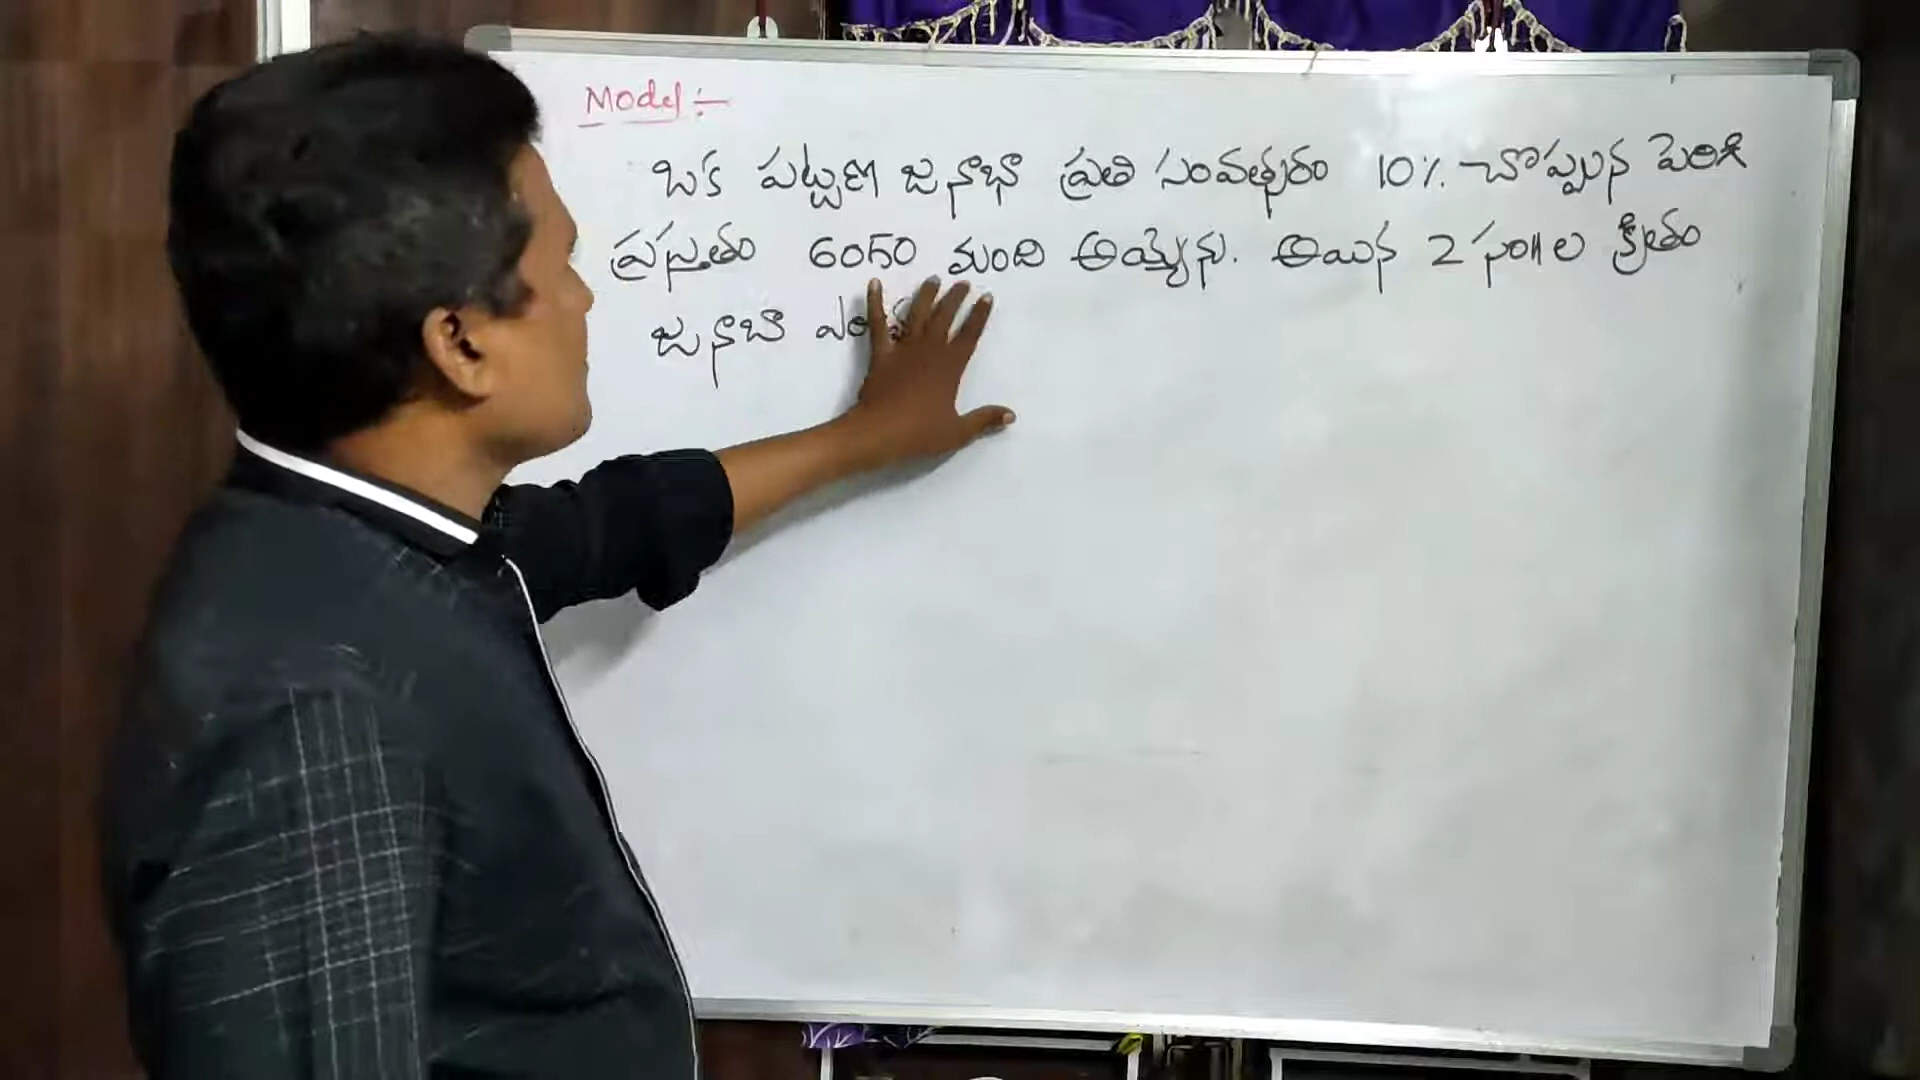 Model :-
ఒక పట్టణ జనాభా ప్రతి సంవత్సరం 10% చొప్పున పెరిగి
ప్రస్తుతం 6050 మంది అయ్యెను. అయిన 2 సం॥ల క్రితం
జనాబా